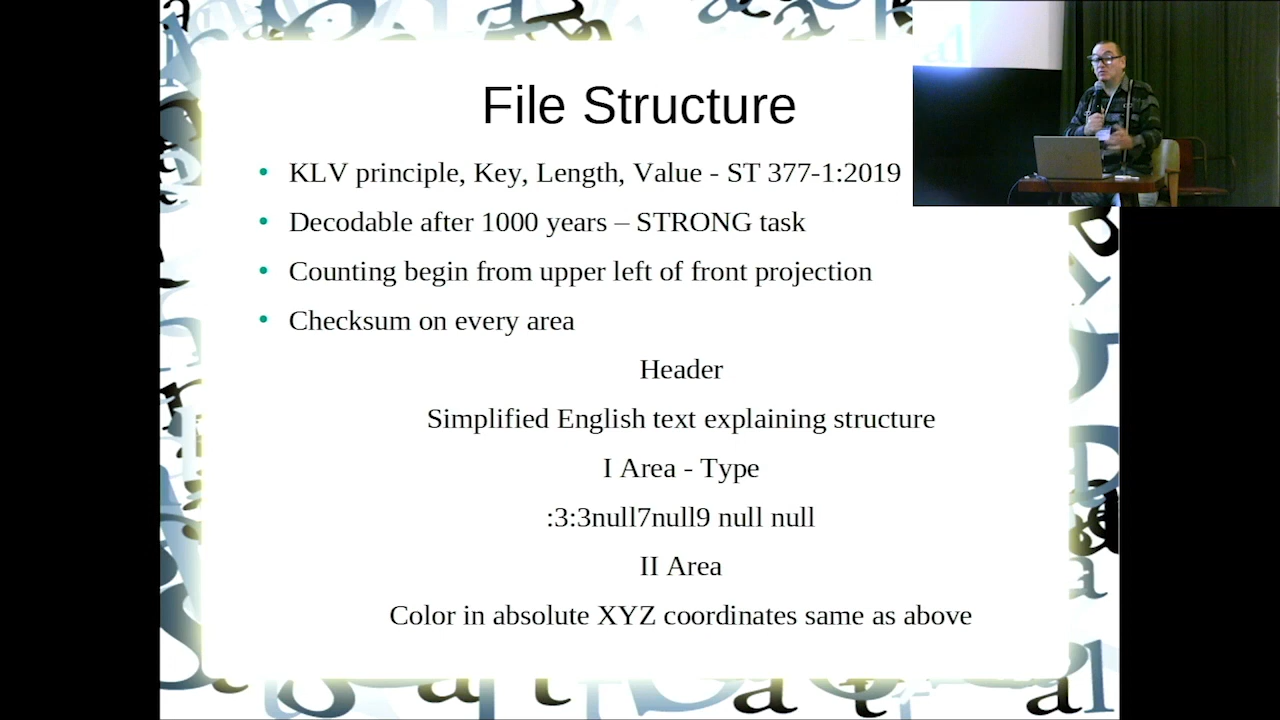 File Structure
KLV principle, Key, Length, Value - ST 377-1:2019
Decodable after 1000 years – STRONG task
Counting begin from upper left of front projection
Checksum on every area
Header
Simplified English text explaining structure
I Area - Type
:3:3null7null9 null null
II Area
Color in absolute XYZ coordinates same as above